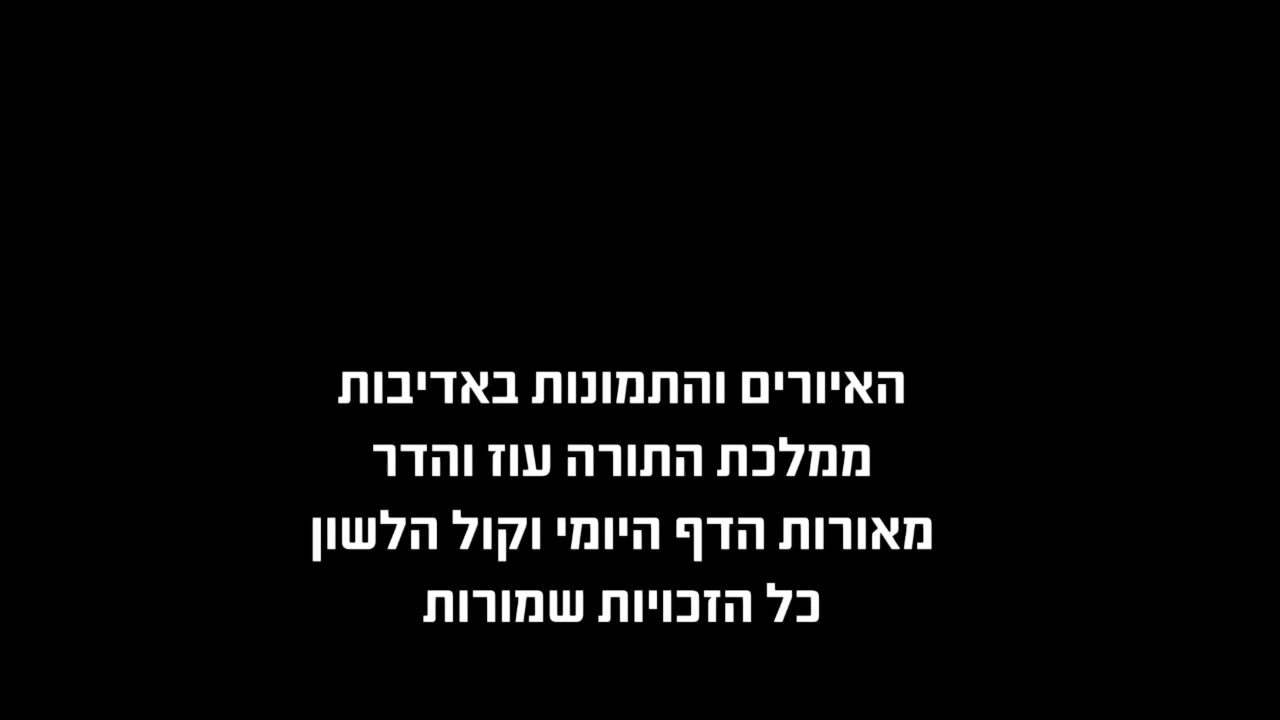 האיורים והתמונות באדיבות
ממלכת התורה עוז והדר
מאורות הדף היומי וקול הלשון
כל הזכויות שמורות